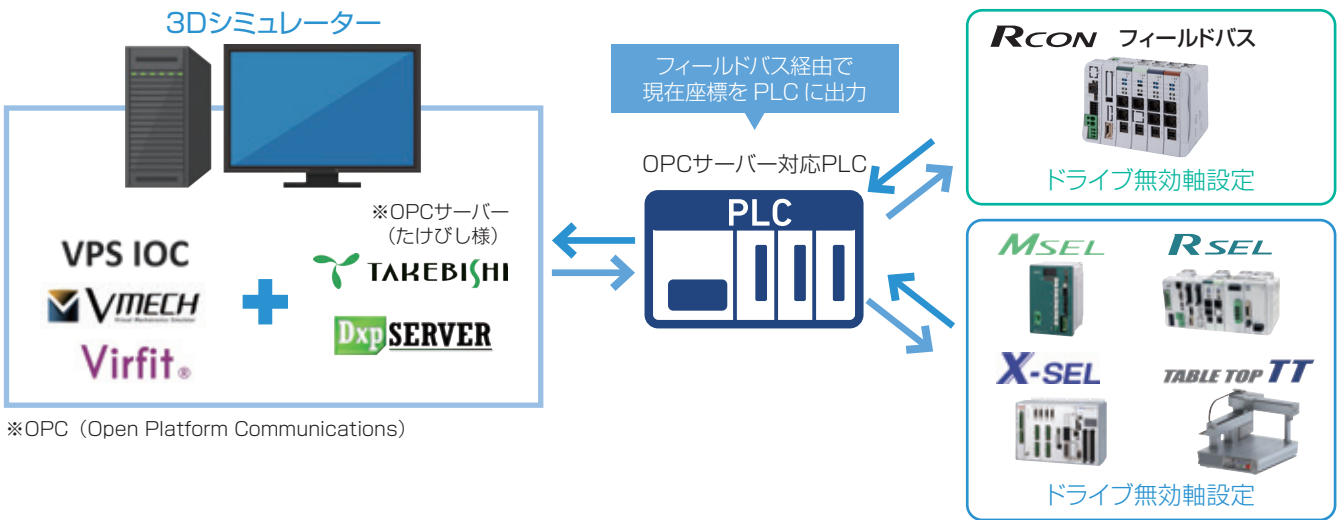 3Dシミュレーター
VPS IOC
VMECH
Virtual Mechatronics Simulator
Virfit®
※OPCサーバー
（たけびし様）
TAKEBISHI
DxpSERVER
※OPC（Open Platform Communications）
フィールドバス経由で
現在座標を PLC に出力
OPCサーバー対応PLC
PLC
RCON フィールドバス
ドライブ無効軸設定
MSEL
RSEL
X-SEL
TABLE TOP TT
ドライブ無効軸設定